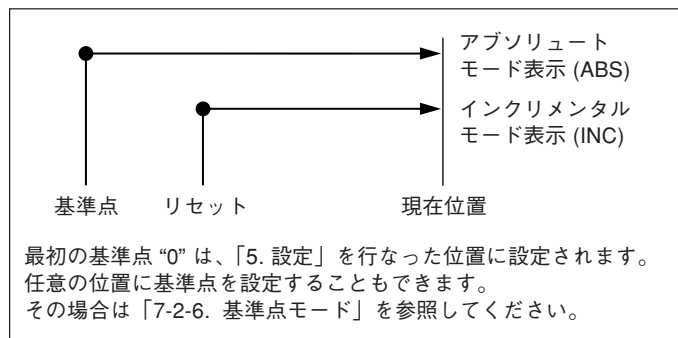 アブソリュート
モード表示 (ABS)
インクリメンタル
モード表示 (INC)
基準点 リセット 現在位置
最初の基準点 “0” は、「5. 設定」を行なった位置に設定されます。
任意の位置に基準点を設定することもできます。
その場合は「7-2-6. 基準点モード」を参照してください。